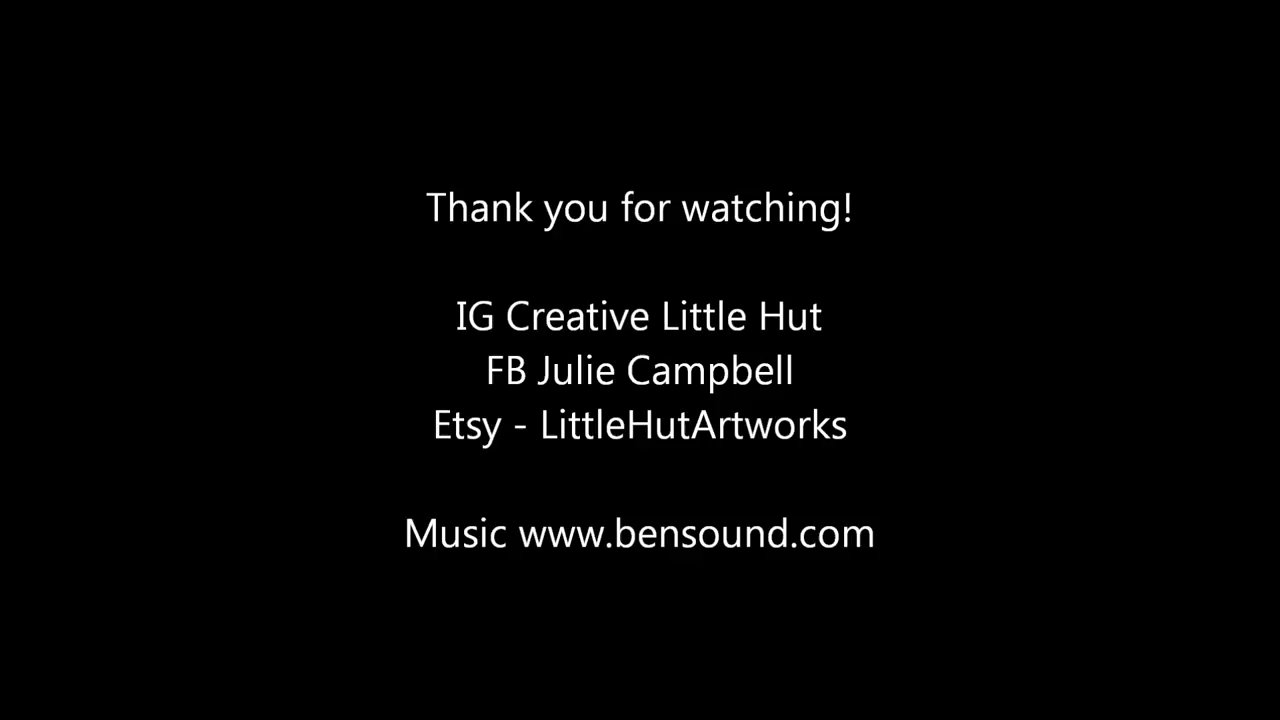 Thank you for watching!
IG Creative Little Hut
FB Julie Campbell
Etsy - LittleHutArtworks
Music www.bensound.com